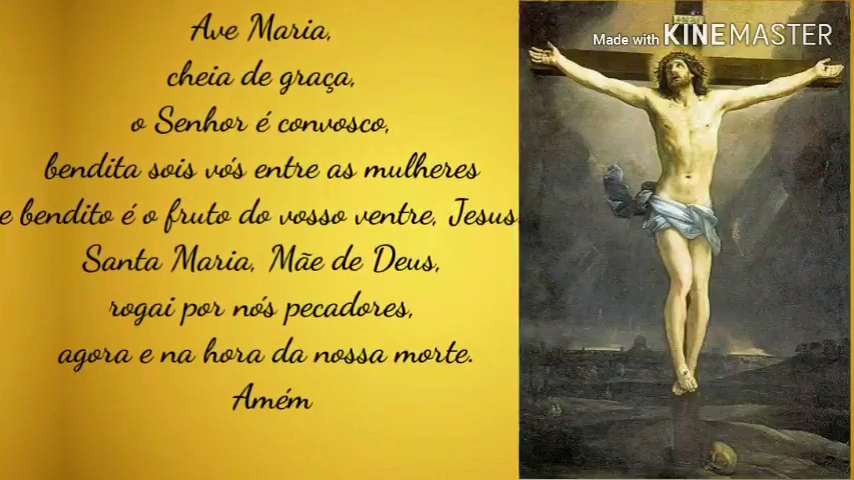 Ave Maria,
cheia de graça,
o Senhor é convosco,
bendita sois vós entre as mulheres
e bendito é o fruto do vosso ventre, Jesus.
Santa Maria, Mãe de Deus,
rogai por nós pecadores,
agora e na hora da nossa morte.
Amém
Made with KINEMASTER